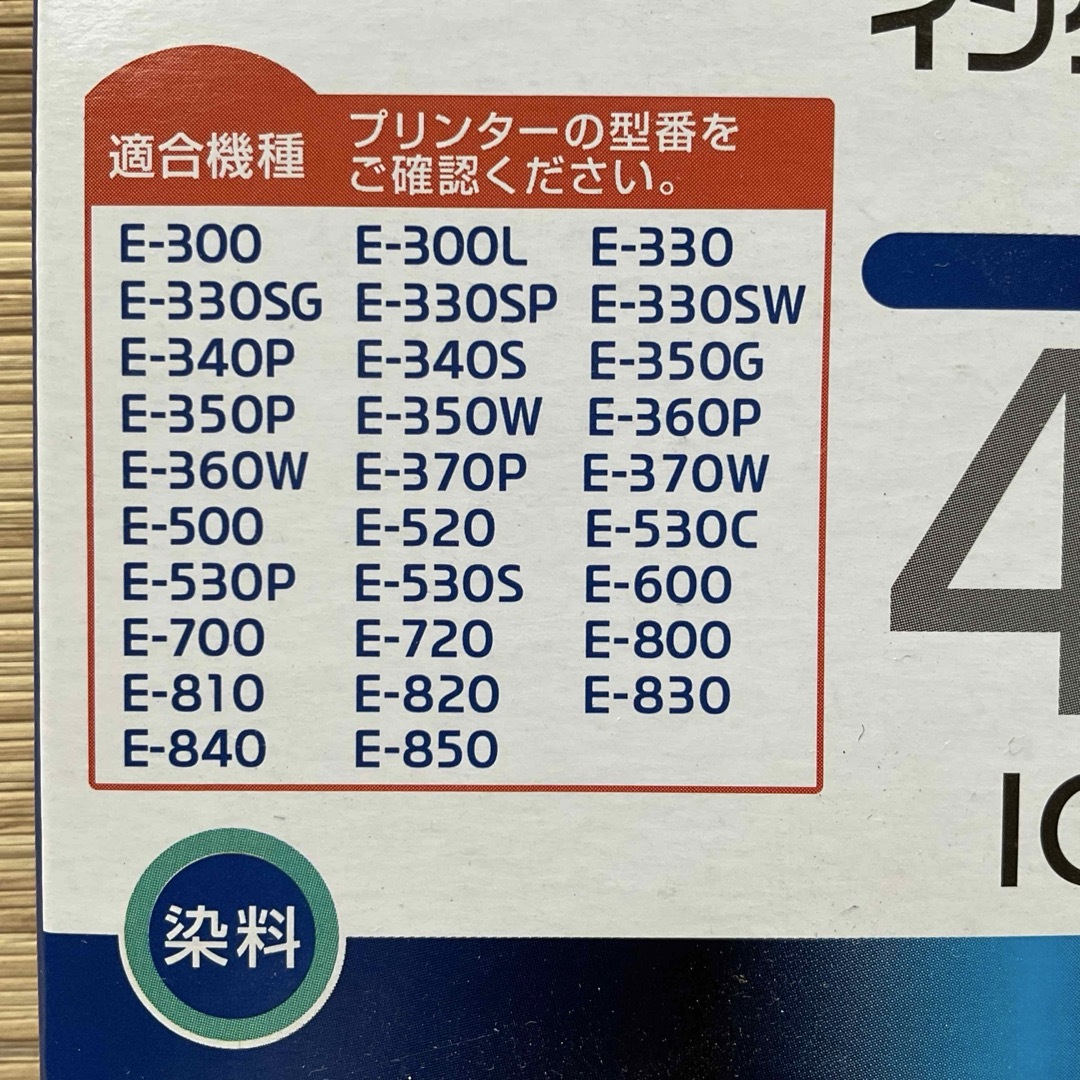 適合機種
プリンターの型番を
ご確認ください。
E-300 E-300L E-330
E-330SG E-330SP E-330SW
E-340P E-340S E-350G
E-350P E-350W E-360P
E-360W E-370P E-370W
E-500 E-520 E-530C
E-530P E-530S E-600
E-700 E-720 E-800
E-810 E-820 E-830
E-840 E-850
4
染料